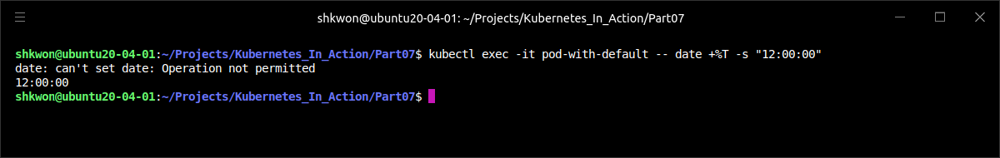 shkwon@ubuntu20-04-01: ~/Projects/Kubernetes_In_Action/Part07
shkwon@ubuntu20-04-01:~/Projects/Kubernetes_In_Action/Part07$ kubectl exec -it pod-with-default -- date +%T -s "12:00:00"
date: can't set date: Operation not permitted
12:00:00
shkwon@ubuntu20-04-01:~/Projects/Kubernetes_In_Action/Part07$